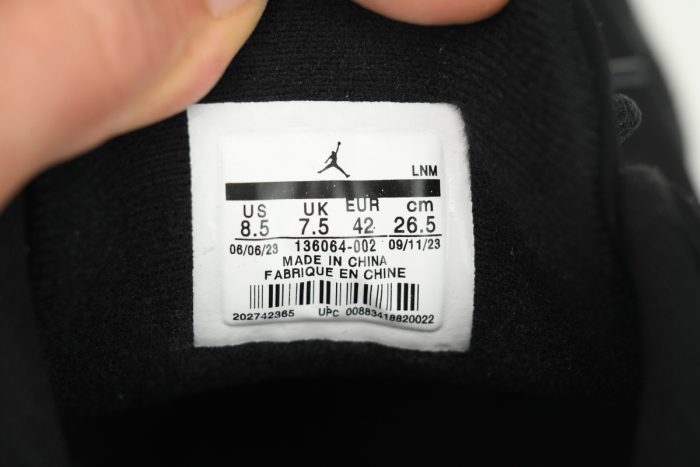 LNM
US UK EUR cm
8.5 7.5 42 26.5
06/06/23 136064-002 09/11/23
MADE IN CHINA
FABRIQUE EN CHINE
202742365 UPC 00883418820022